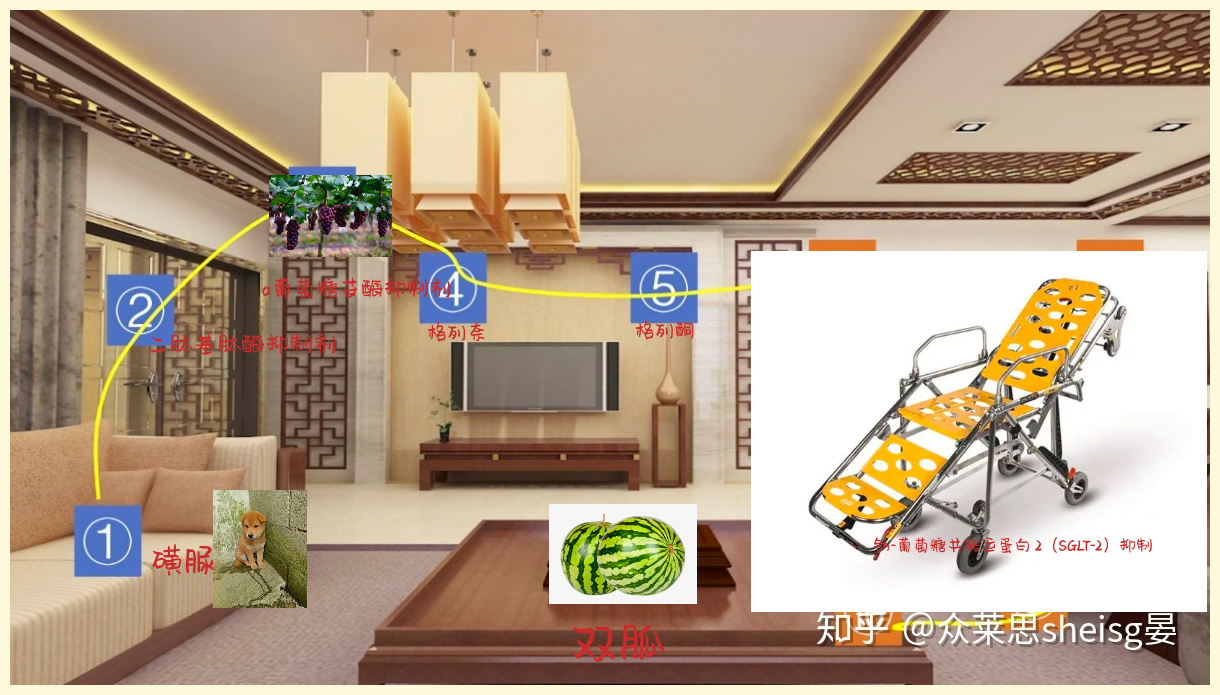 ④
⑤
②
a葡萄糖苷酶抑制剂
格列奈
格列酮
二肽基肽酶抑制剂
①
磺脲
钠-葡萄糖共转运蛋白2（SGLT-2）抑制
双胍
知乎 @众莱思sheisg晏